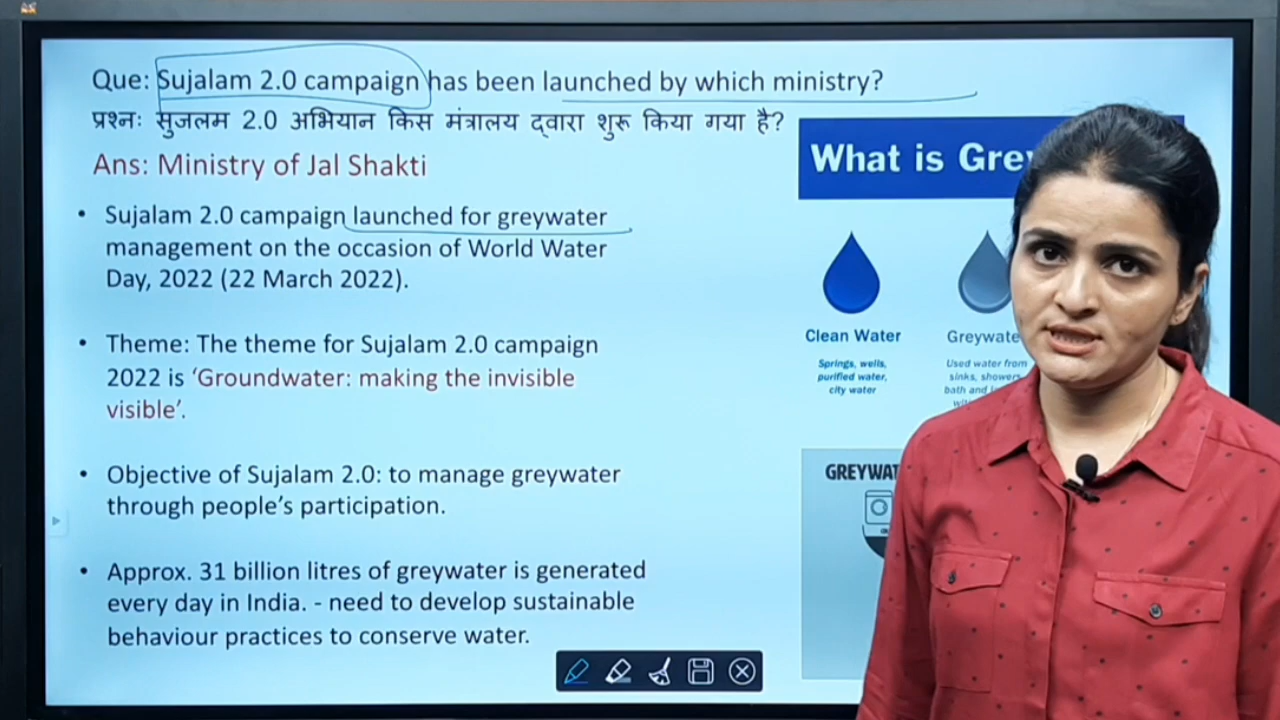 Que: Sujalam 2.0 campaign has been launched by which ministry?
प्रश्नः सुजलम 2.0 अभियान किस मंत्रालय द्वारा शुरू किया गया है?
Ans: Ministry of Jal Shakti
• Sujalam 2.0 campaign launched for greywater
management on the occasion of World Water
Day, 2022 (22 March 2022).
• Theme: The theme for Sujalam 2.0 campaign
2022 is ‘Groundwater: making the invisible
visible’.
• Objective of Sujalam 2.0: to manage greywater
through people’s participation.
• Approx. 31 billion litres of greywater is generated
every day in India. - need to develop sustainable
behaviour practices to conserve water.
What is Grey
Clean Water
Springs, wells,
purified water,
city water
Greywate
Used water from
sinks, showers
bath and
GREYWAT